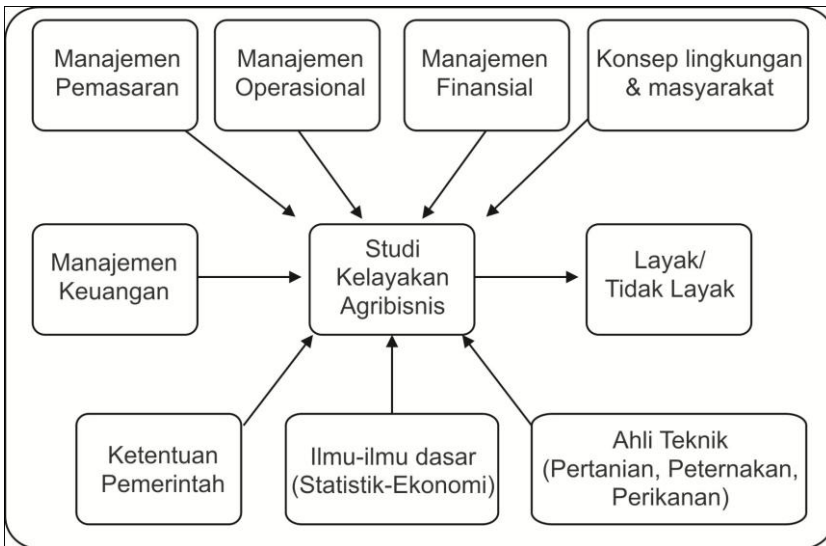 Manajemen
Pemasaran
Manajemen
Operasional
Manajemen
Finansial
Konsep lingkungan
& masyarakat
Manajemen
Keuangan
Studi
Kelayakan
Agribisnis
Layak/
Tidak Layak
Ketentuan
Pemerintah
Ilmu-ilmu dasar
(Statistik-Ekonomi)
Ahli Teknik
(Pertanian, Peternakan,
Perikanan)